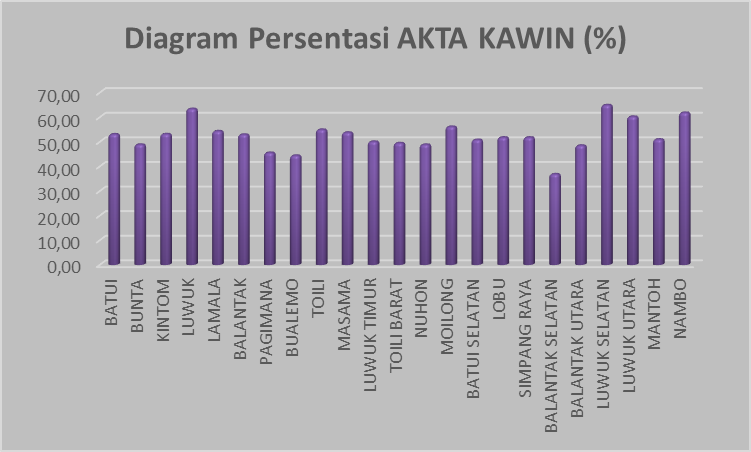 Diagram Persentasi AKTA KAWIN (%)
70,00
60,00
50,00
40,00
30,00
20,00
10,00
0,00
BATUI
BUNTA
KINTOM
LUWUK
LAMALA
BALANTAK
PAGIMANA
BUALEMO
TOILI
MASAMA
LUWUK TIMUR
TOILI BARAT
NUHON
MOILONG
BATUI SELATAN
LOBU
SIMPANG RAYA
BALANTAK SELATAN
BALANTAK UTARA
LUWUK SELATAN
LUWUK UTARA
MANTOH
NAMBO